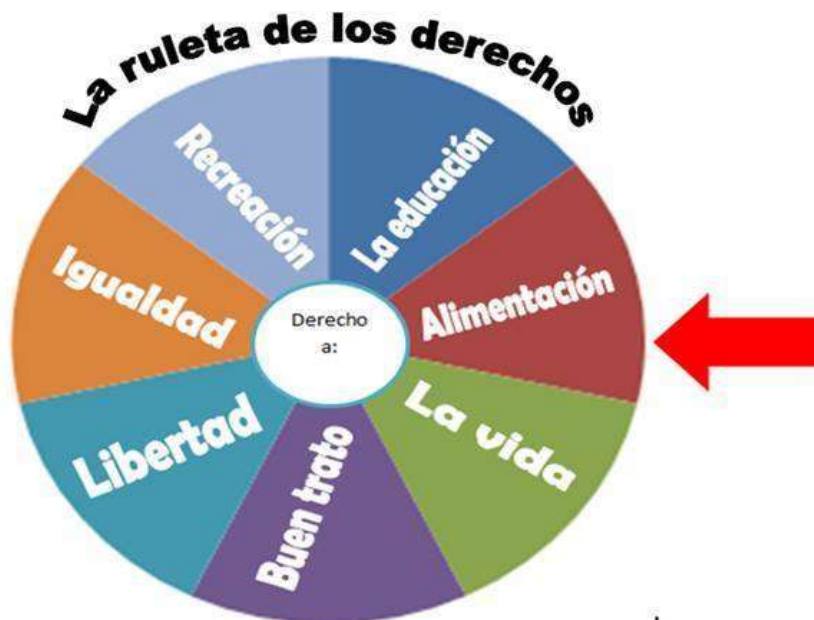 La ruleta de los derechos
Recreación
La educación
Igualdad
Alimentación
Derecho
a:
Libertad
La vida
Buen trato